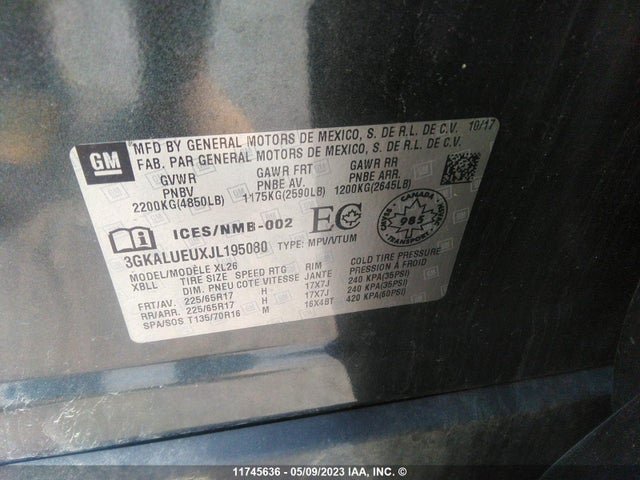 GM
MFD BY GENERAL MOTORS DE MEXICO, S. DE R.L. DE C.V. 10/17
FAB. PAR GENERAL MOTORS DE MEXICO, S. DE R.L. DE C.V.
GVWR GAWR FRT GAWR RR
PNBV PNBE AV. PNBE ARR.
2200KG(4850LB) 1175KG(2590LB) 1200KG(2645LB)
ICES/NMB-002 EC
CANADA
985
TRANSPORT
3GKALUEUXJL195080 TYPE: MPV/VTUM
MODEL/MODÈLE XL26
XBLL TIRE SIZE SPEED RTG RIM COLD TIRE PRESSURE
DIM. PNEU COTE VITESSE JANTE PRESSION À FROID
FRT/AV. 225/65R17 H 17X7J 240 KPA(35PSI)
RR/ARR. 225/65R17 H 17X7J 240 KPA(35PSI)
SPA/SOS T135/70R16 M 16X4BT 420 KPA(60PSI)
11745636 - 05/09/2023 IAA, INC. ©